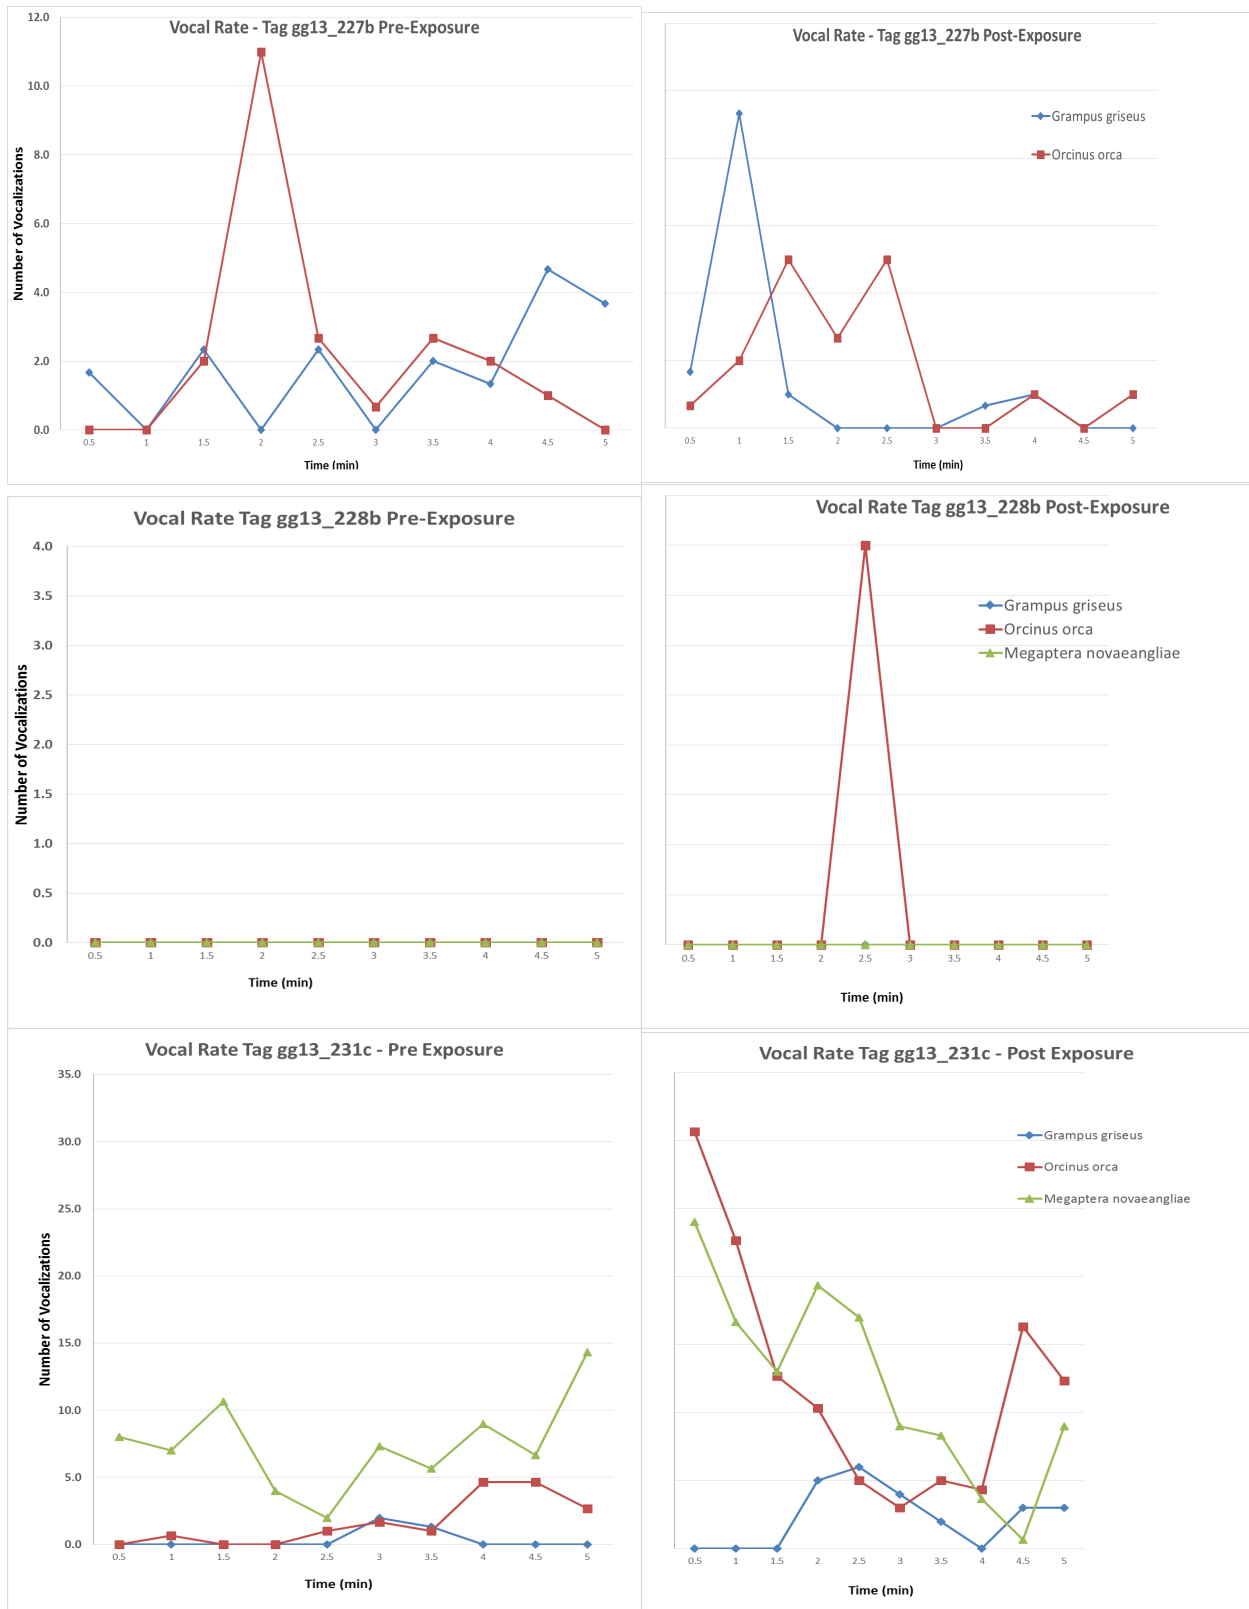 Vocal Rate - Tag gg13_227b Pre-Exposure
Number of Vocalizations
12.0
10.0
8.0
6.0
4.0
2.0
0.0
0.5 1 1.5 2 2.5 3 3.5 4 4.5 5
Time (min)
Vocal Rate - Tag gg13_227b Post-Exposure
Grampus griseus
Orcinus orca
0.5 1 1.5 2 2.5 3 3.5 4 4.5 5
Time (min)
Vocal Rate Tag gg13_228b Pre-Exposure
Number of Vocalizations
4.0
3.5
3.0
2.5
2.0
1.5
1.0
0.5
0.0
0.5 1 1.5 2 2.5 3 3.5 4 4.5 5
Time (min)
Vocal Rate Tag gg13_228b Post-Exposure
Grampus griseus
Orcinus orca
Megaptera novaeangliae
0.5 1 1.5 2 2.5 3 3.5 4 4.5 5
Time (min)
Vocal Rate Tag gg13_231c - Pre Exposure
Number of Vocalizations
35.0
30.0
25.0
20.0
15.0
10.0
5.0
0.0
0.5 1 1.5 2 2.5 3 3.5 4 4.5 5
Time (min)
Vocal Rate Tag gg13_231c - Post Exposure
Grampus griseus
Orcinus orca
Megaptera novaeangliae
0.5 1 1.5 2 2.5 3 3.5 4 4.5 5
Time (min)